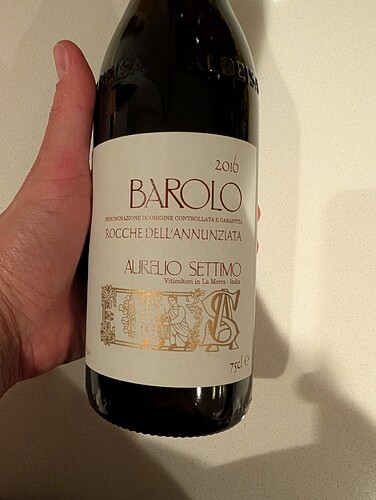 2016
BAROLO
DENOMINAZIONE DI ORIGINE CONTROLLATA E GARANTITA
ROCCHE DELL'ANNUNZIATA
AURELIO SETTIMO
Viticoltori in La Morra - Italia
75cl e